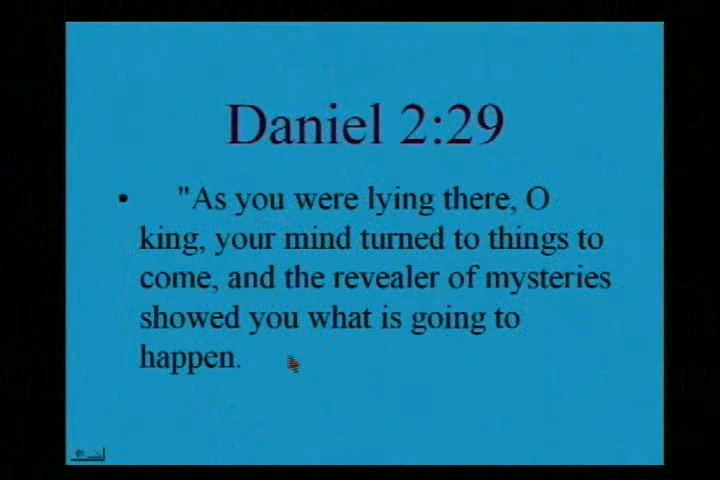 Daniel 2:29
• "As you were lying there, O
king, your mind turned to things to
come, and the revealer of mysteries
showed you what is going to
happen.